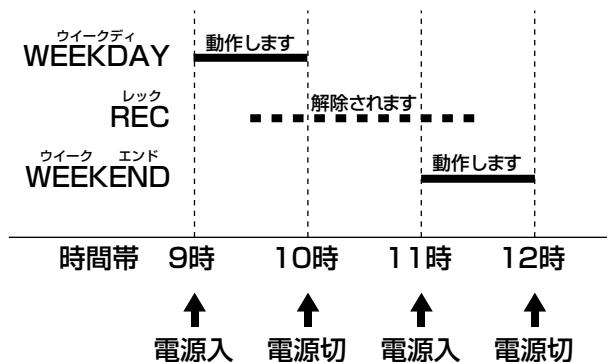 ウイークディ
WEEKDAY
動作します
レック
REC
解除されます
ウイーク エンド
WEEKEND
動作します
時間帯 9時 10時 11時 12時
電源入 電源切 電源入 電源切